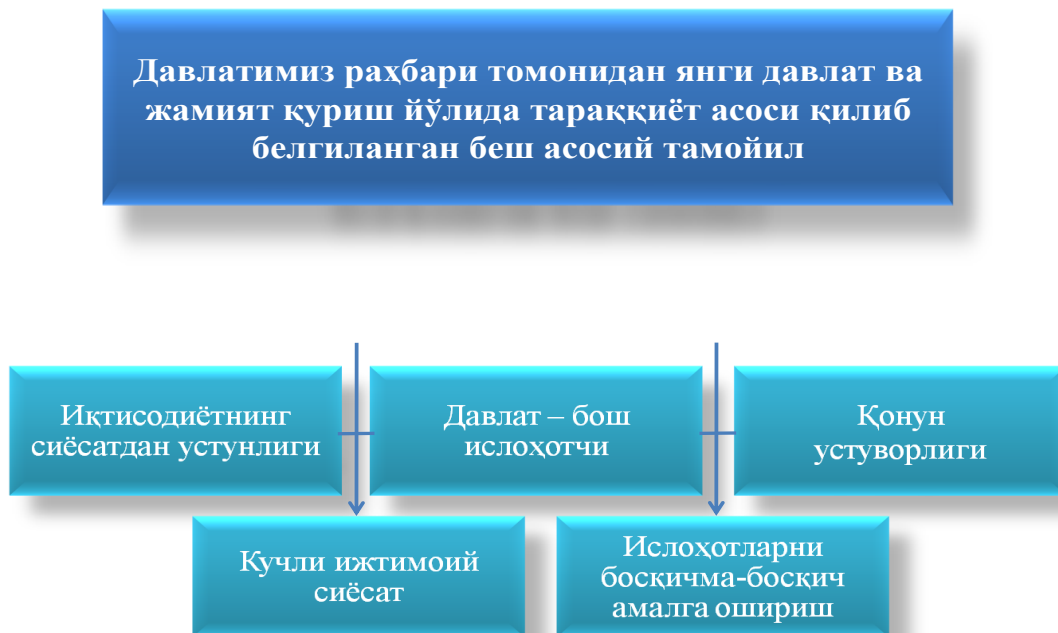 Давлатимиз раҳбари томонидан янги давлат ва
жамият қуриш йўлида тараққиёт асоси қилиб
белгиланган беш асосий тамойил
Иқтисодиётнинг
сиёсатдан устунлиги
Давлат – бош
ислоҳотчи
Қонун
устуворлиги
Кучли ижтимоий
сиёсат
Ислоҳотларни
босқичма-босқич
амалга ошириш